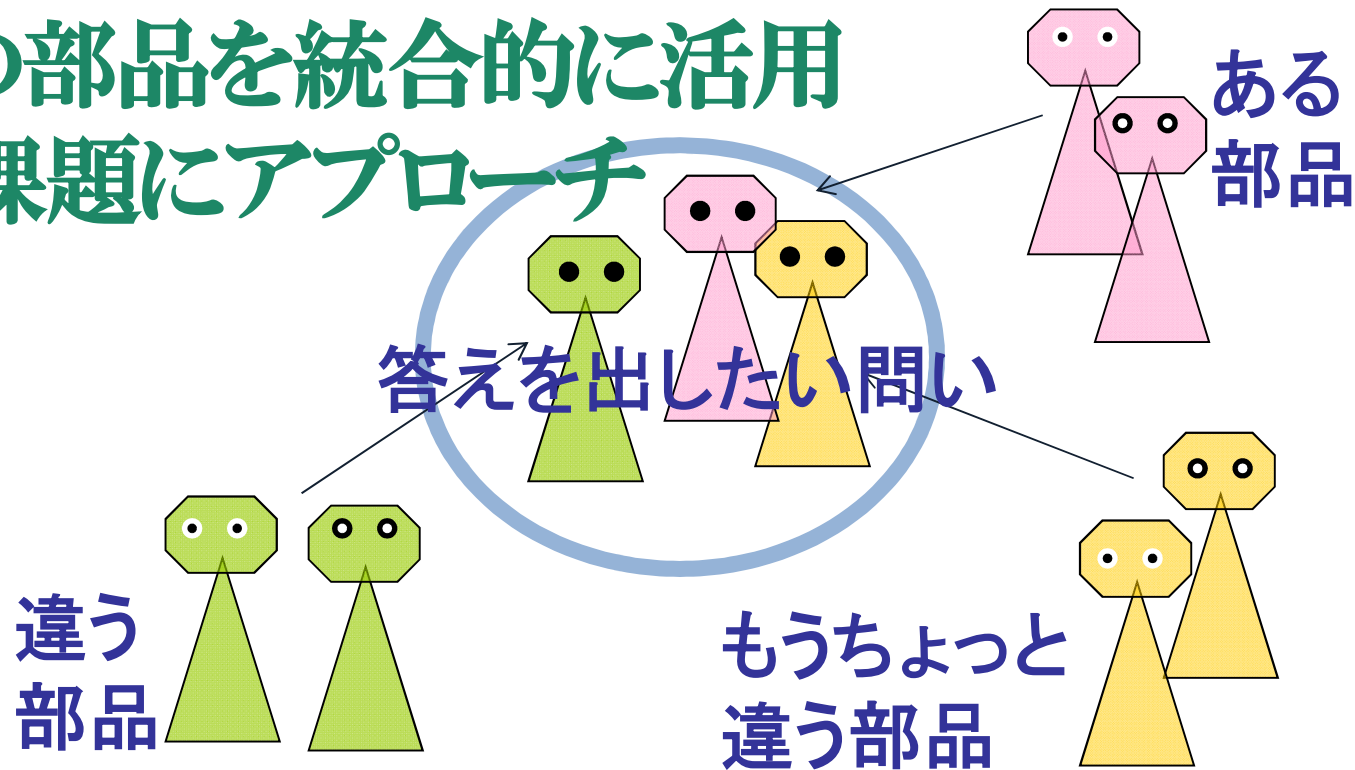 の部品を統合的に活用
課題にアプローチ
ある
部品
答えを出したい問い
違う
部品
もうちょっと
違う部品